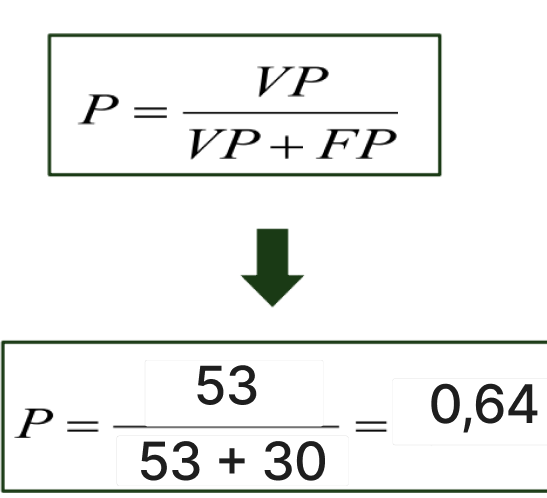 P = VP / VP + FP
P = 53 / 53 + 30 = 0,64